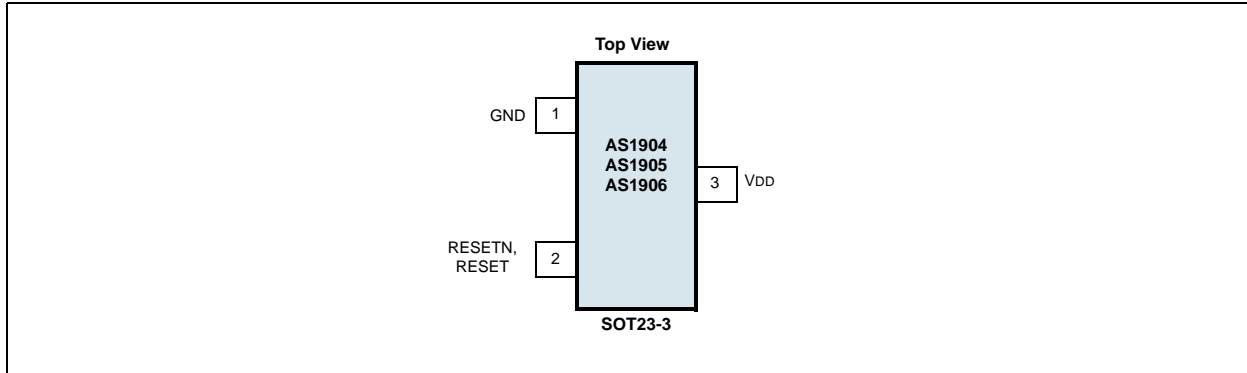 Top View
GND
1
AS1904
AS1905
AS1906
3
VDD
RESETN,
RESET
2
SOT23-3